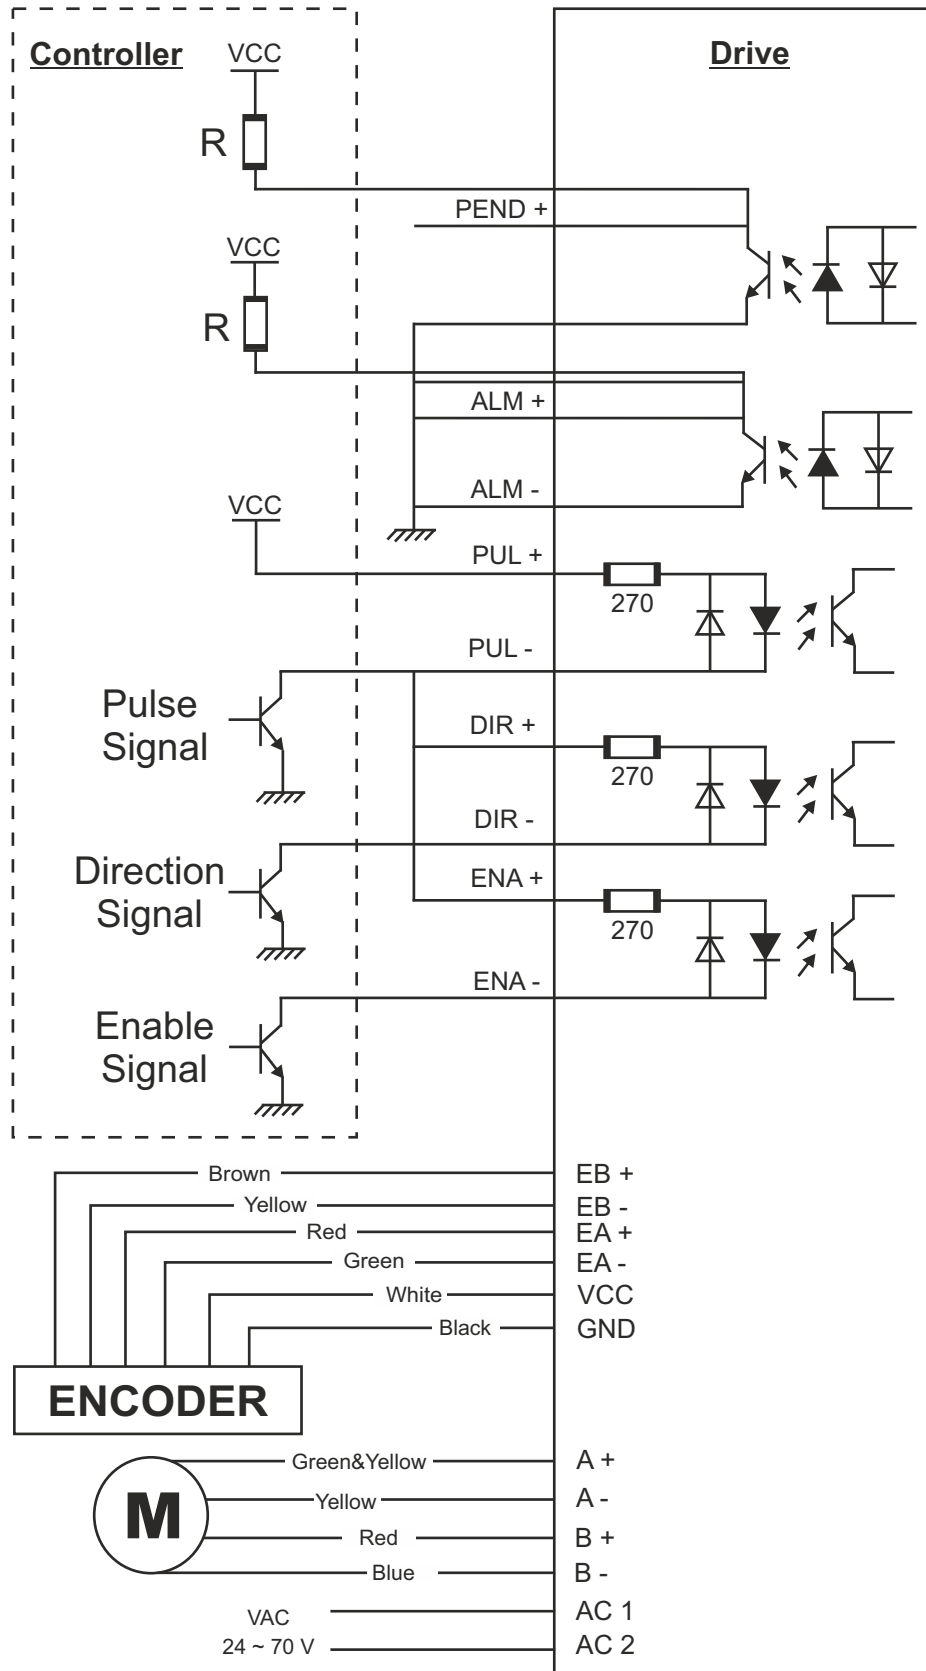 Controller
Drive
VCC
R
PEND +
VCC
R
ALM +
ALM -
VCC
PUL +
270
PUL -
Pulse
Signal
DIR +
270
DIR -
Direction
Signal
ENA +
270
ENA -
Enable
Signal
Brown EB +
Yellow EB -
Red EA +
Green EA -
White VCC
Black GND
ENCODER
M
Green&Yellow A +
Yellow A -
Red B +
Blue B -
VAC
24 ~ 70 V
AC 1
AC 2